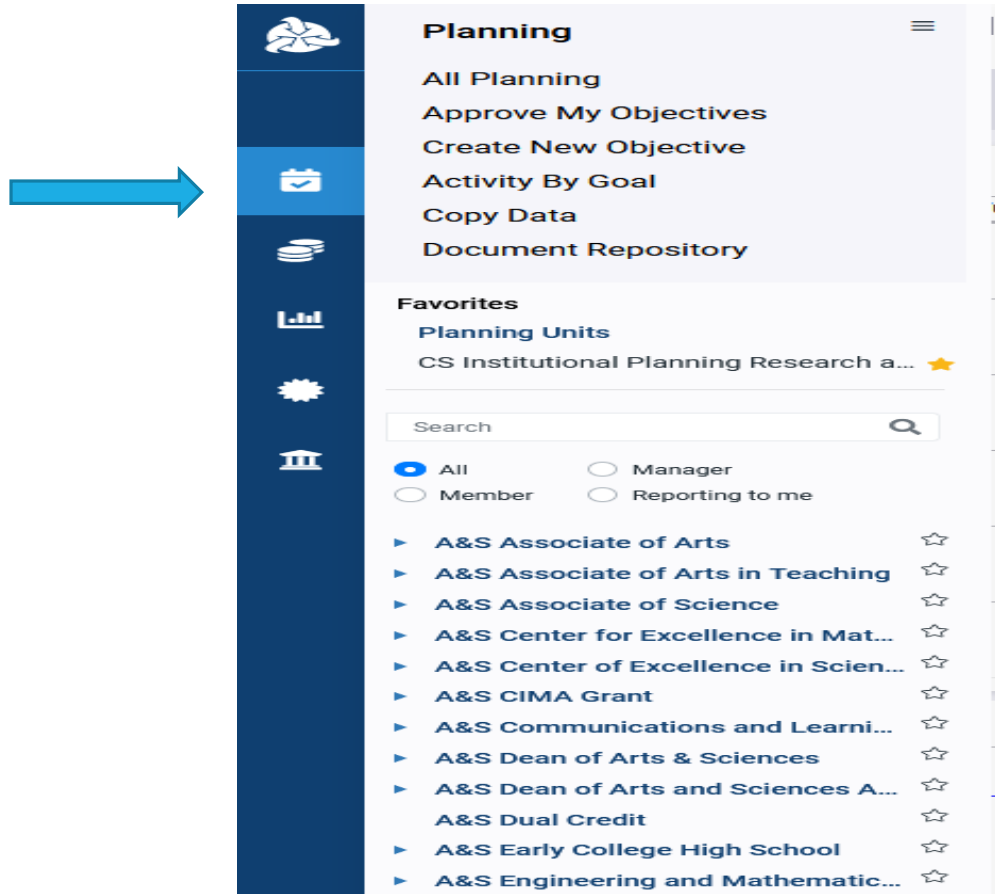 Planning
All Planning
Approve My Objectives
Create New Objective
Activity By Goal
Copy Data
Document Repository
Favorites
Planning Units
CS Institutional Planning Research a...
Search
All
Manager
Member
Reporting to me
A&S Associate of Arts
A&S Associate of Arts in Teaching
A&S Associate of Science
A&S Center for Excellence in Mat...
A&S Center of Excellence in Scien...
A&S CIMA Grant
A&S Communications and Learni...
A&S Dean of Arts & Sciences
A&S Dean of Arts and Sciences A...
A&S Dual Credit
A&S Early College High School
A&S Engineering and Mathematic...